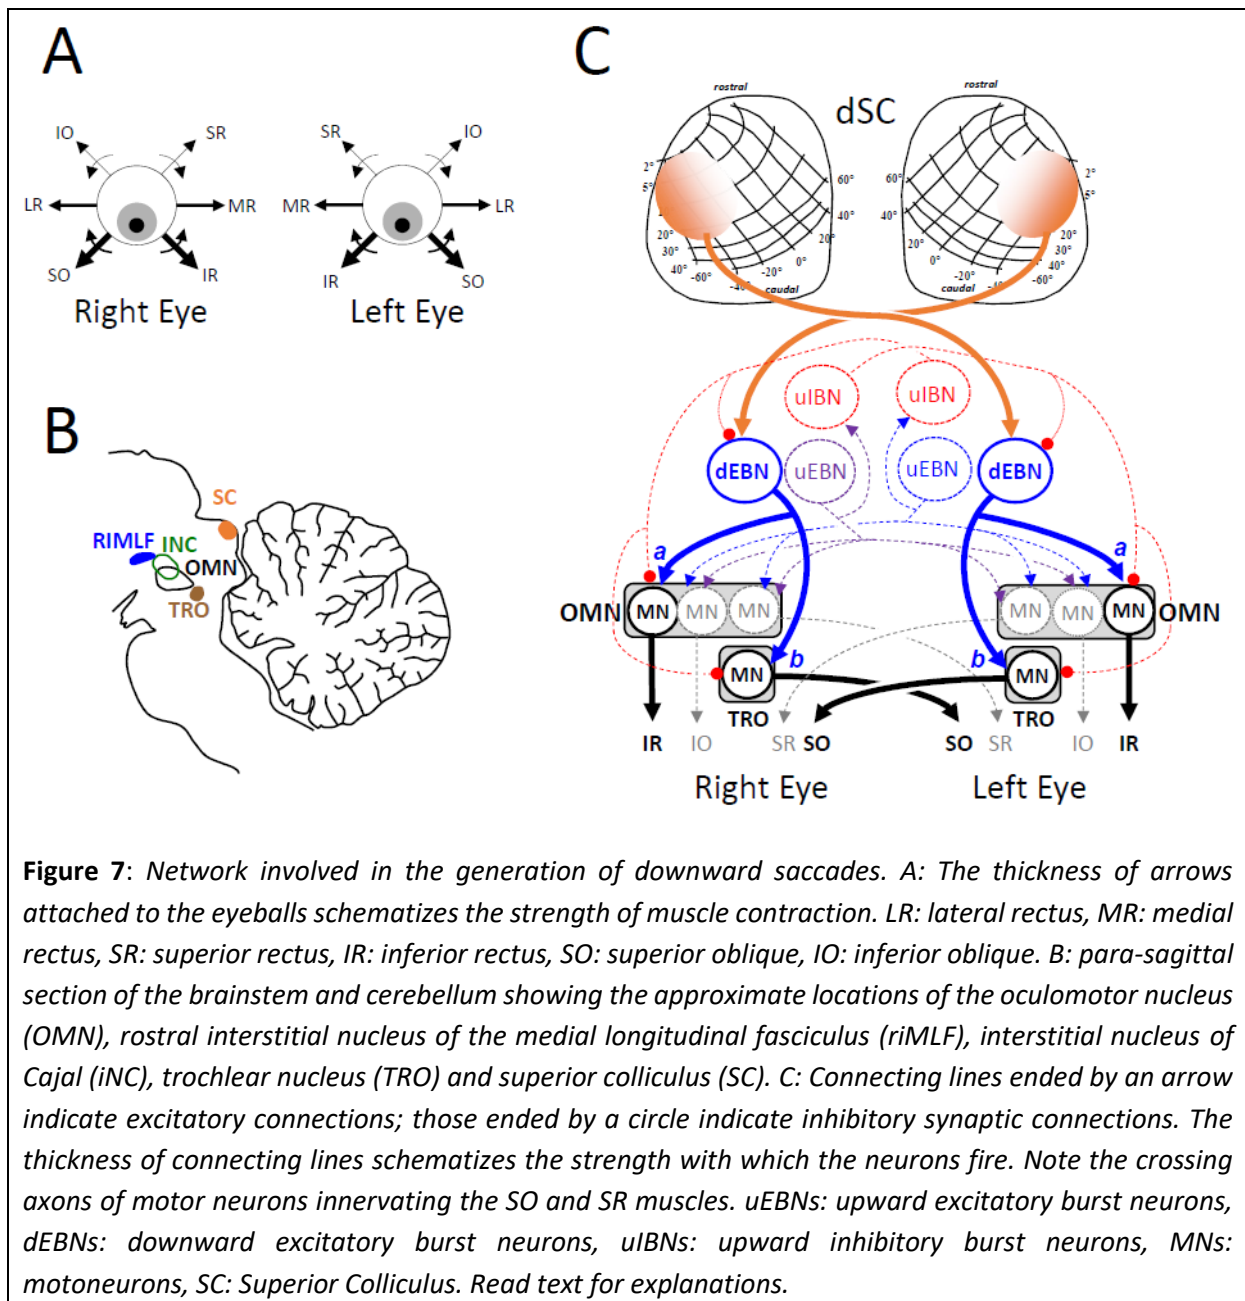 A
IO
SR
SR
IO
LR
MR
MR
LR
SO
IR
IR
SO
Right Eye
Left Eye
B
SC
RIMLF
INC
OMN
TRO
C
rostral
rostral
dSC
2°
5°
60°
40°
20°
20°
30°
40°
-60°
-40°
-20°
0°
caudal
2°
5°
60°
40°
20°
20°
30°
40°
-60°
-40°
-20°
0°
caudal
uIBN
uIBN
dEBN
uEBN
uEBN
dEBN
a
a
OMN
MN
MN
MN
MN
MN
MN
OMN
MN
b
b
MN
TRO
TRO
IR
IO
SR
SO
SO
SR
IO
IR
Right Eye
Left Eye
Figure 7: Network involved in the generation of downward saccades. A: The thickness of arrows
attached to the eyeballs schematizes the strength of muscle contraction. LR: lateral rectus, MR: medial
rectus, SR: superior rectus, IR: inferior rectus, SO: superior oblique, IO: inferior oblique. B: para-sagittal
section of the brainstem and cerebellum showing the approximate locations of the oculomotor nucleus
(OMN), rostral interstitial nucleus of the medial longitudinal fasciculus (riMLF), interstitial nucleus of
Cajal (iNC), trochlear nucleus (TRO) and superior colliculus (SC). C: Connecting lines ended by an arrow
indicate excitatory connections; those ended by a circle indicate inhibitory synaptic connections. The
thickness of connecting lines schematizes the strength with which the neurons fire. Note the crossing
axons of motor neurons innervating the SO and SR muscles. uEBNs: upward excitatory burst neurons,
dEBNs: downward excitatory burst neurons, uIBNs: upward inhibitory burst neurons, MNs:
motoneurons, SC: Superior Colliculus. Read text for explanations.